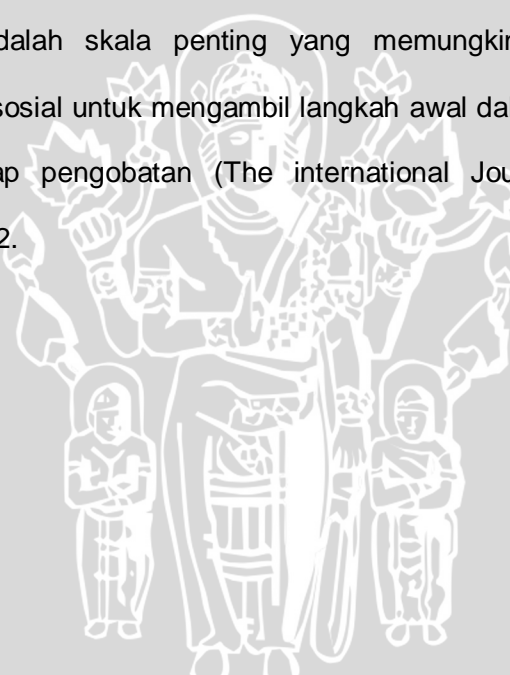 dalah skala penting yang memungkin
sosial untuk mengambil langkah awal da
ap pengobatan (The international Jou
2.